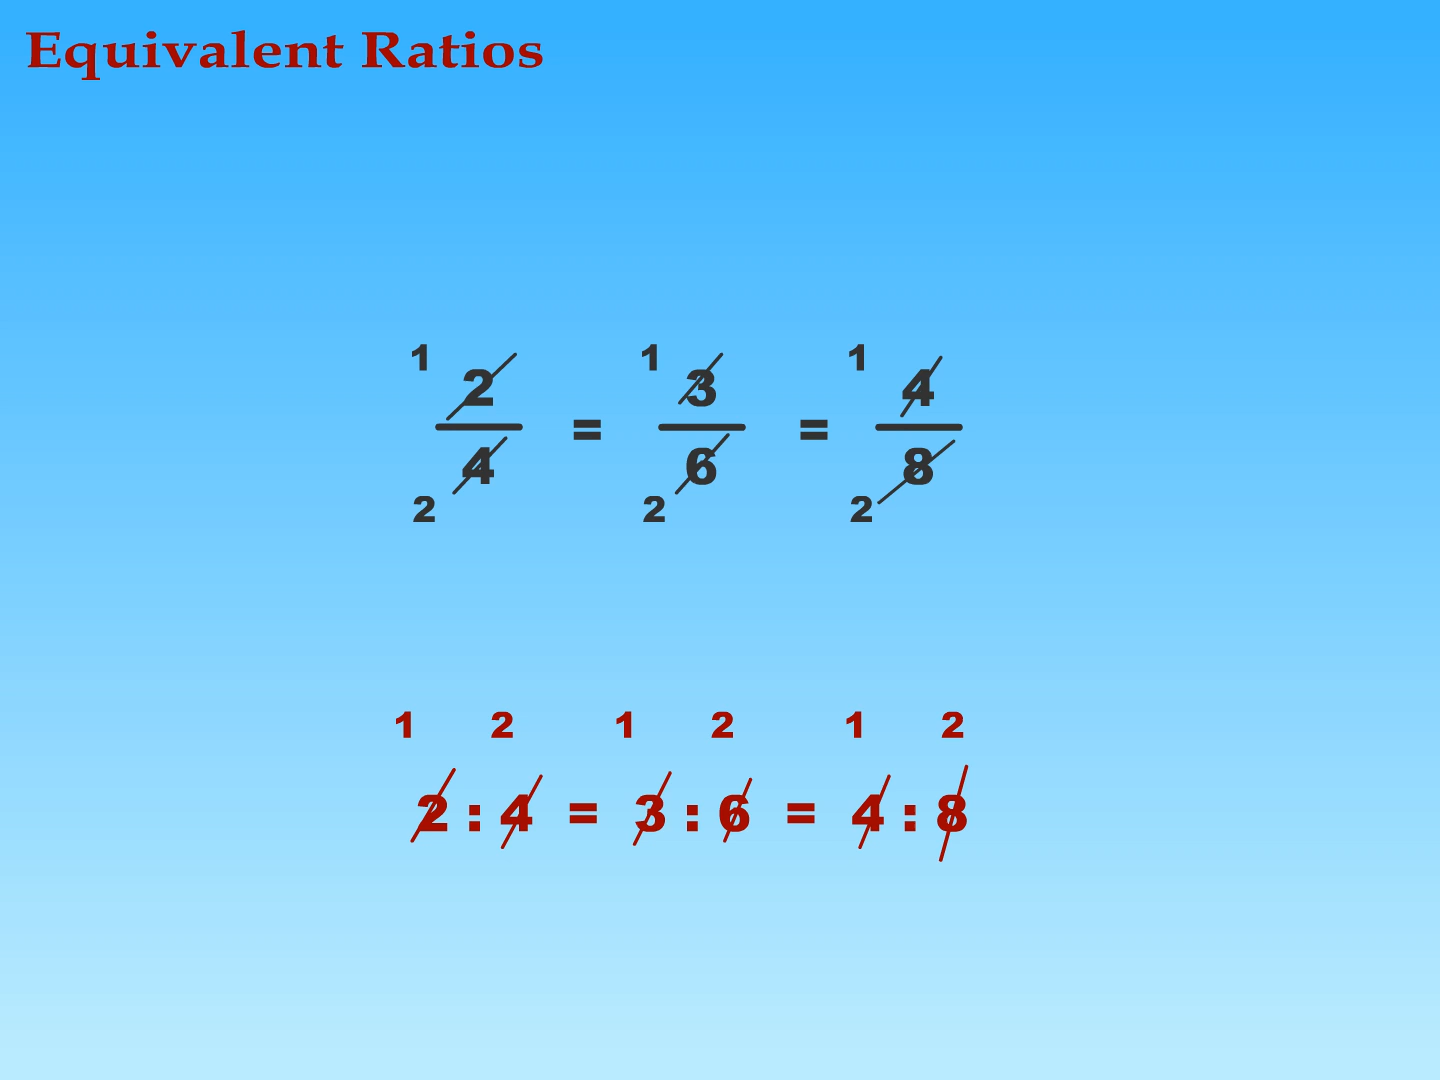 Equivalent Ratios
1 2 1 3 1 4
= =
4 6 8
2 2 2
1 2 1 2 1 2
2 : 4 = 3 : 6 = 4 : 8